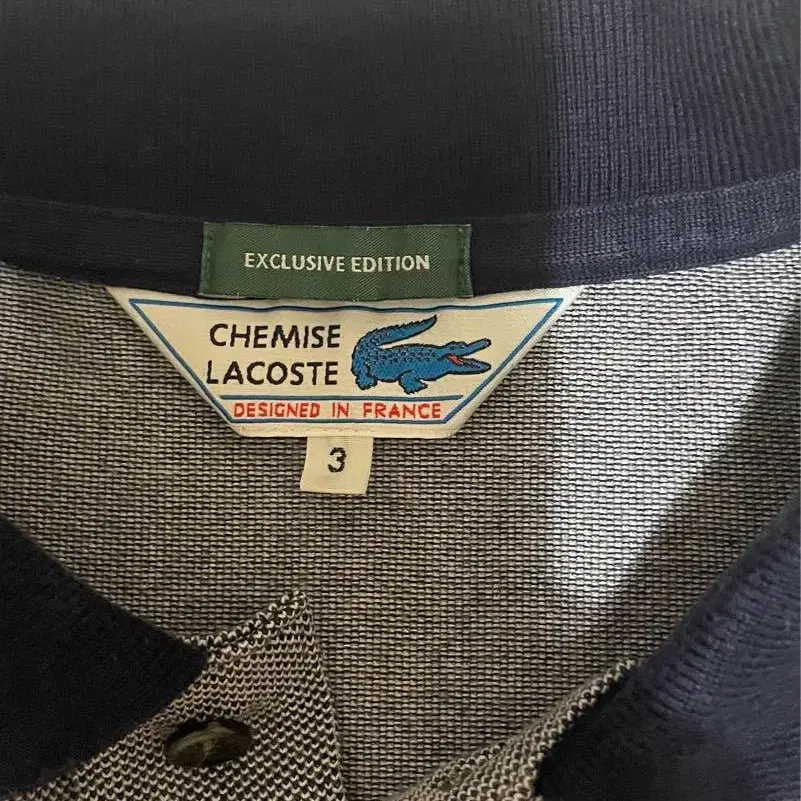 EXCLUSIVE EDITION
CHEMISE
LACOSTE
DESIGNED IN FRANCE
3